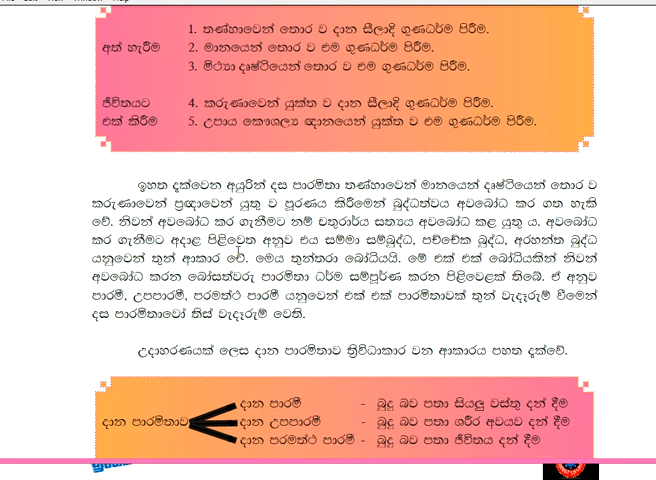 1. තණ්හාවෙන් තොර ව දාන සීලාදි ගුණධර්ම පිරීම.
අත් හැරීම 2. මානයෙන් තොර ව එම ගුණධර්ම පිරීම.
3. මිථ්‍යා දෘෂ්ටියෙන් තොර ව එම ගුණධර්ම පිරීම.
ජීවිතයට 4. කරුණාවෙන් යුක්ත ව දාන සීලාදි ගුණධර්ම පිරීම.
එක් කිරීම 5. උපාය කෞශල්‍ය ඥානයෙන් යුක්ත ව එම ගුණධර්ම පිරීම.
ඉහත දැක්වෙන අයුරින් දස පාරමිතා තණ්හාවෙන් මානයෙන් දෘෂ්ටියෙන් තොර ව
කරුණාවෙන් ප්‍රඥාවෙන් යුතු ව පූරණය කිරීමෙන් බුද්ධත්වය අවබෝධ කර ගත හැකි
වේ. නිවන් අවබෝධ කර ගැනීමට නම් චතුරාර්ය සත්‍යය අවබෝධ කළ යුතු ය. අවබෝධ
කර ගැනීමට අදාළ පිළිවෙත අනුව එය සම්මා සම්බුද්ධ, පච්චේක බුද්ධ, අරහන්ත බුද්ධ
යනුවෙන් තුන් ආකාර වේ. මෙය තුන්තරා බෝධියයි. මේ එක් එක් බෝධියකින් නිවන්
අවබෝධ කරන බෝසත්වරු පාරමිතා ධර්ම සම්පූර්ණ කරන පිළිවෙළක් තිබේ. ඒ අනුව
පාරමී, උපපාරමී, පරමත්ථ පාරමී යනුවෙන් එක් එක් පාරමිතාවක් තුන් වැදෑරුම් වීමෙන්
දස පාරමිතාවෝ තිස් වැදෑරුම් වෙති.
උදාහරණයක් ලෙස දාන පාරමිතාව ත්‍රිවිධාකාර වන ආකාරය පහත දැක්වේ.
දාන පාරමී - බුදු බව පතා සියලු වස්තු දන් දීම
දාන පාරමිතාව දාන උපපාරමී - බුදු බව පතා ශරීර අවයව දන් දීම
දාන පරමත්ථ පාරමී - බුදු බව පතා ජීවිතය දන් දීම